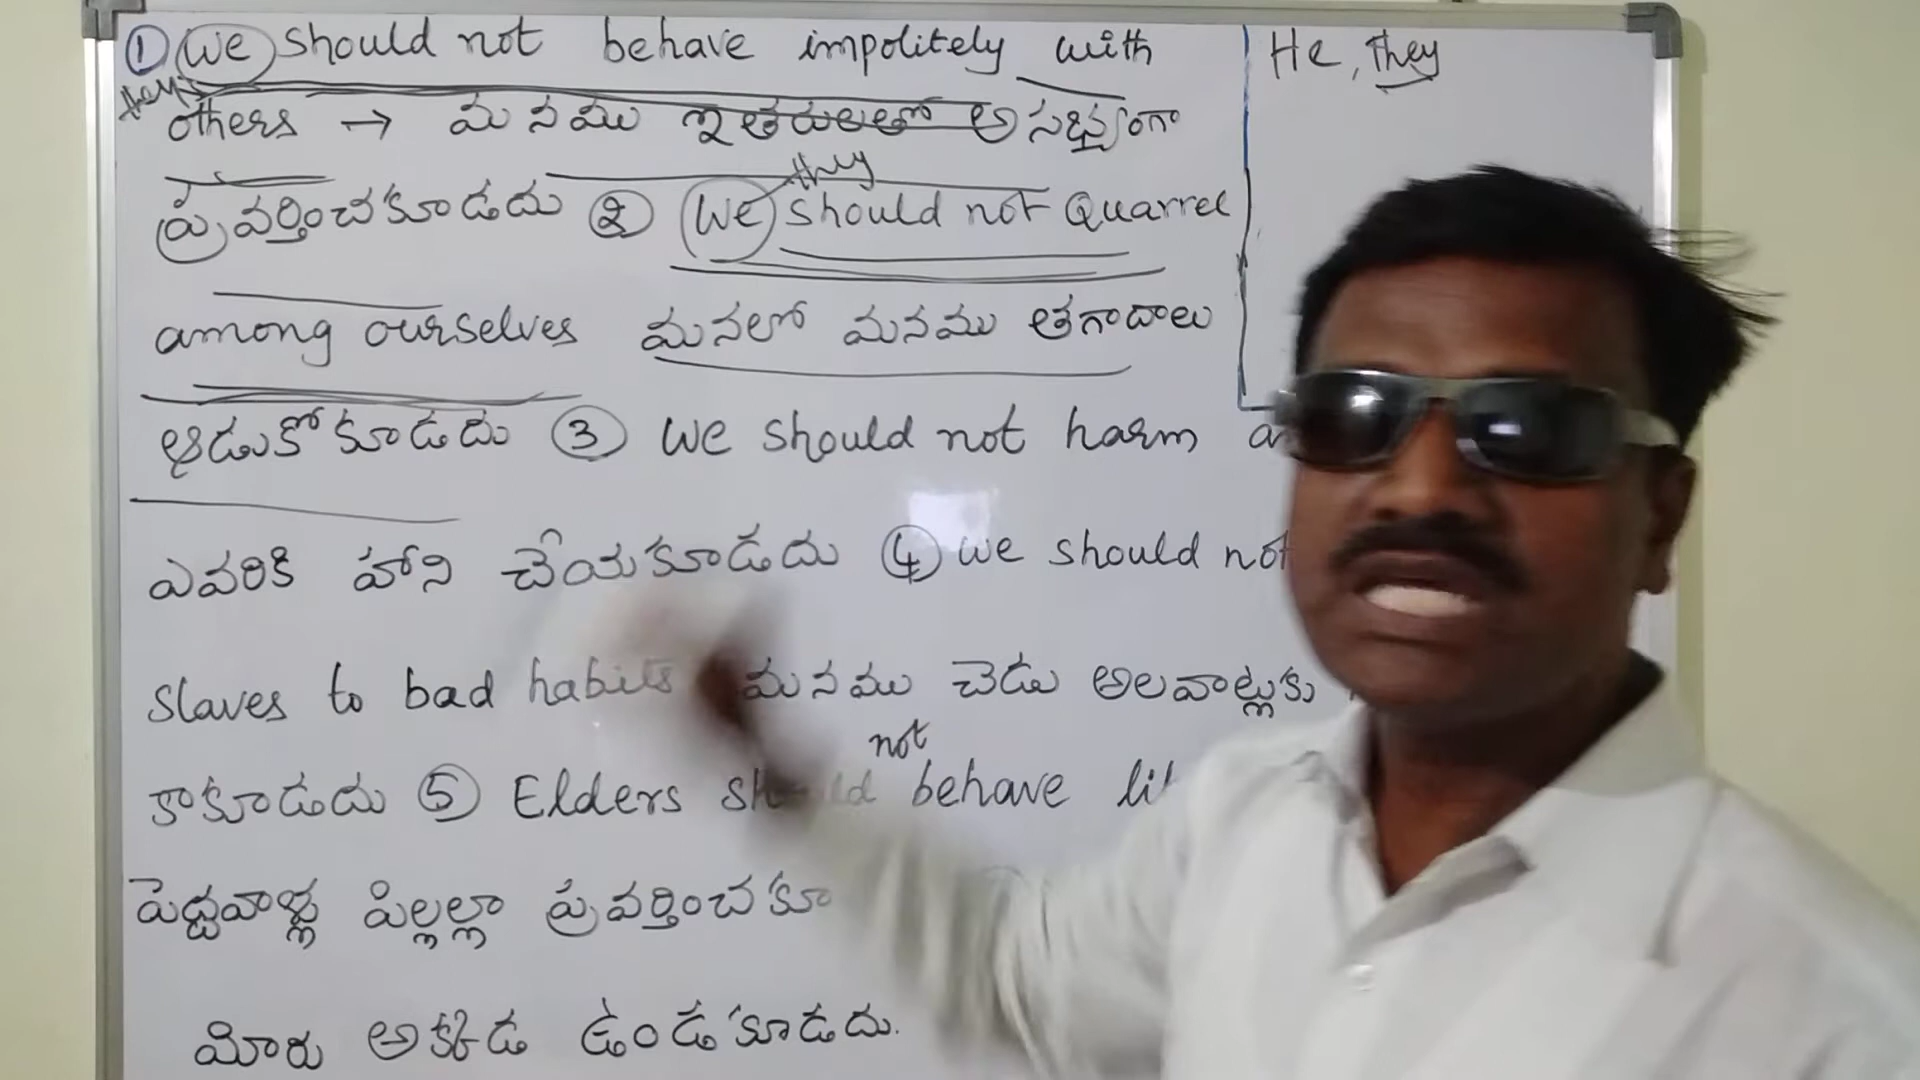 ① We should not behave impolitely with
He, they
they
others → మనము ఇతరులతో అసభ్యంగా
they
ప్రవర్తించకూడదు ② We should not Quarrel
among ourselves మనలో మనము తగాదాలు
ఆడుకోకూడదు ③ We should not harm
ఎవరికి హాని చేయకూడదు ④ we should not
slaves to bad habits మనము చెడు అలవాట్లుకు
not
కాకూడదు ⑤ Elders should behave
పెద్దవాళ్లు పిల్లల్లా ప్రవర్తించకూ
మీరు అక్కడ ఉండకూడదు.